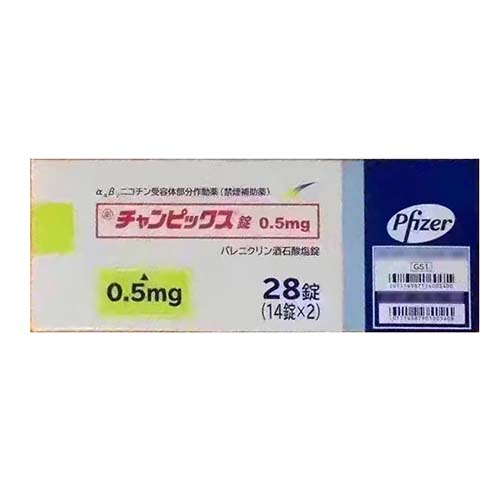 α₄β₂ニコチン受容体部分作動薬（禁煙補助薬）
劇 チャンピックス錠 0.5mg
バレニクリン酒石酸塩錠
0.5mg
28錠
(14錠×2)
Pfizer
GS1